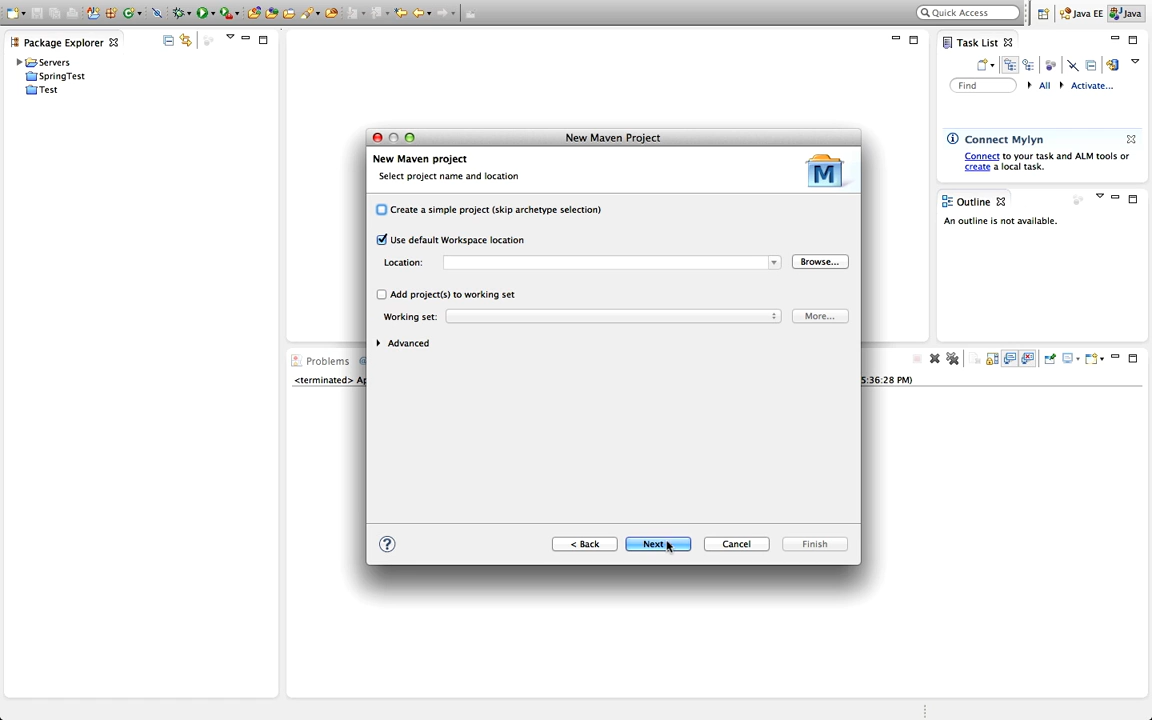 Quick Access
Java EE
Java
Package Explorer
Servers
SpringTest
Test
Task List
Find
All
Activate...
Connect Mylyn
Connect to your task and ALM tools or
create a local task.
Outline
An outline is not available.
New Maven Project
New Maven project
Select project name and location
M
Create a simple project (skip archetype selection)
Use default Workspace location
Location:
Browse...
Add project(s) to working set
Working set:
More...
Advanced
? < Back Next > Cancel Finish
Problems @
<terminated> Ap
5:36:28 PM)